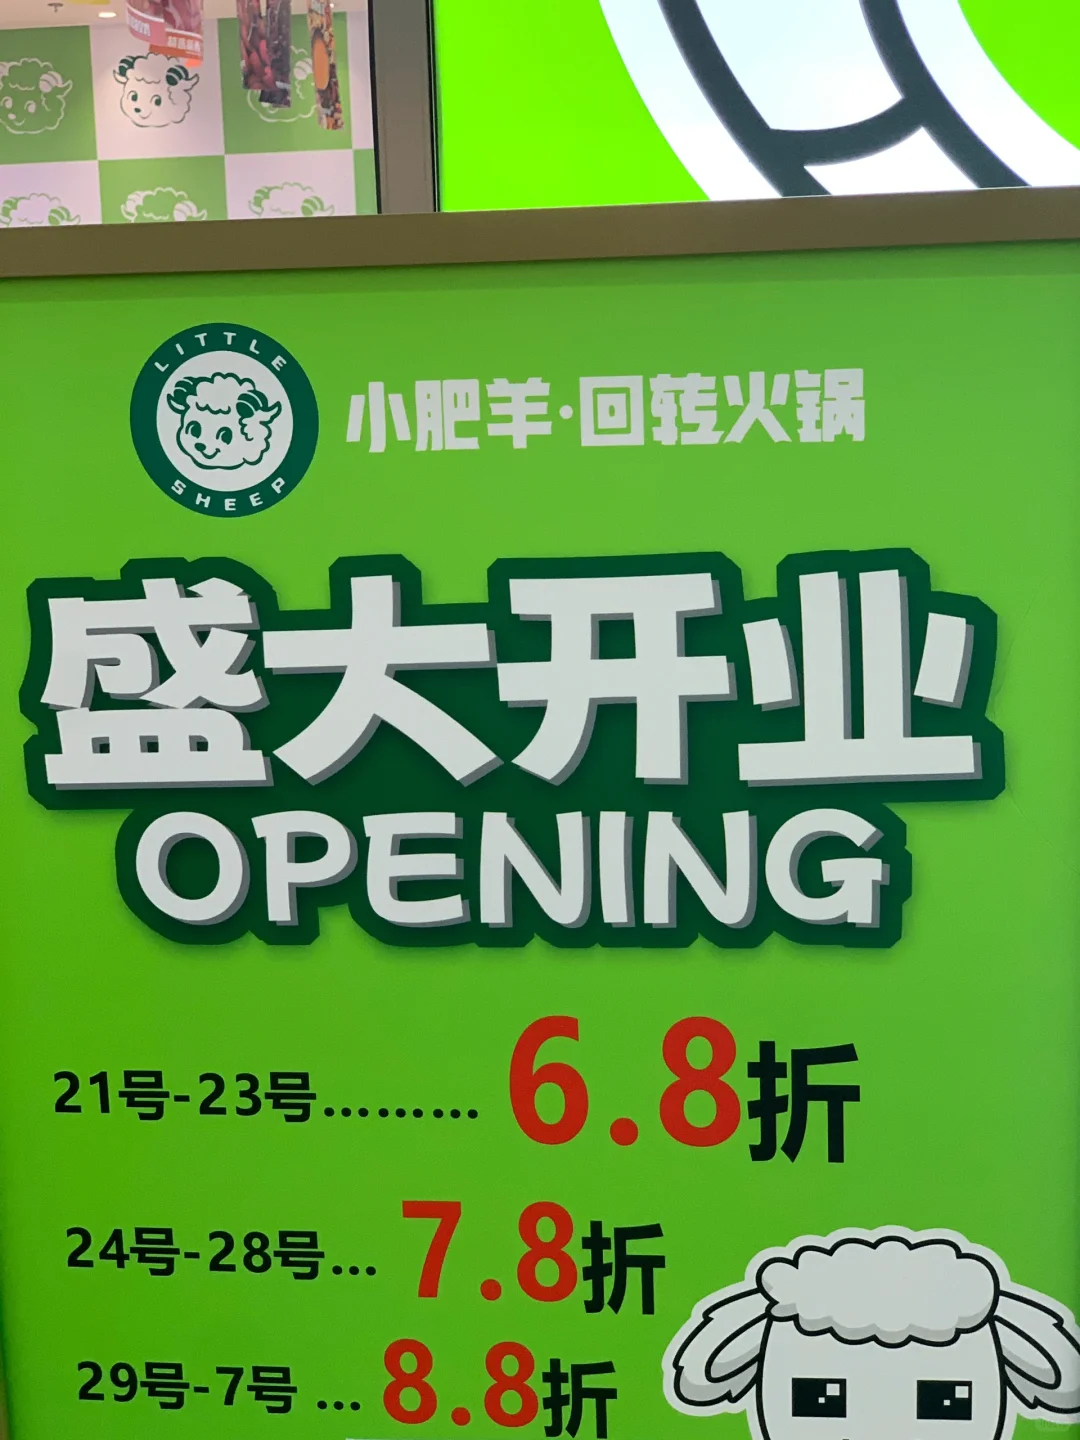 LITTLE
SHEEP
小肥羊·回转火锅
盛大开业
OPENING
21号-23号......... 6.8折
24号-28号... 7.8折
29号-7号 ... 8.8折